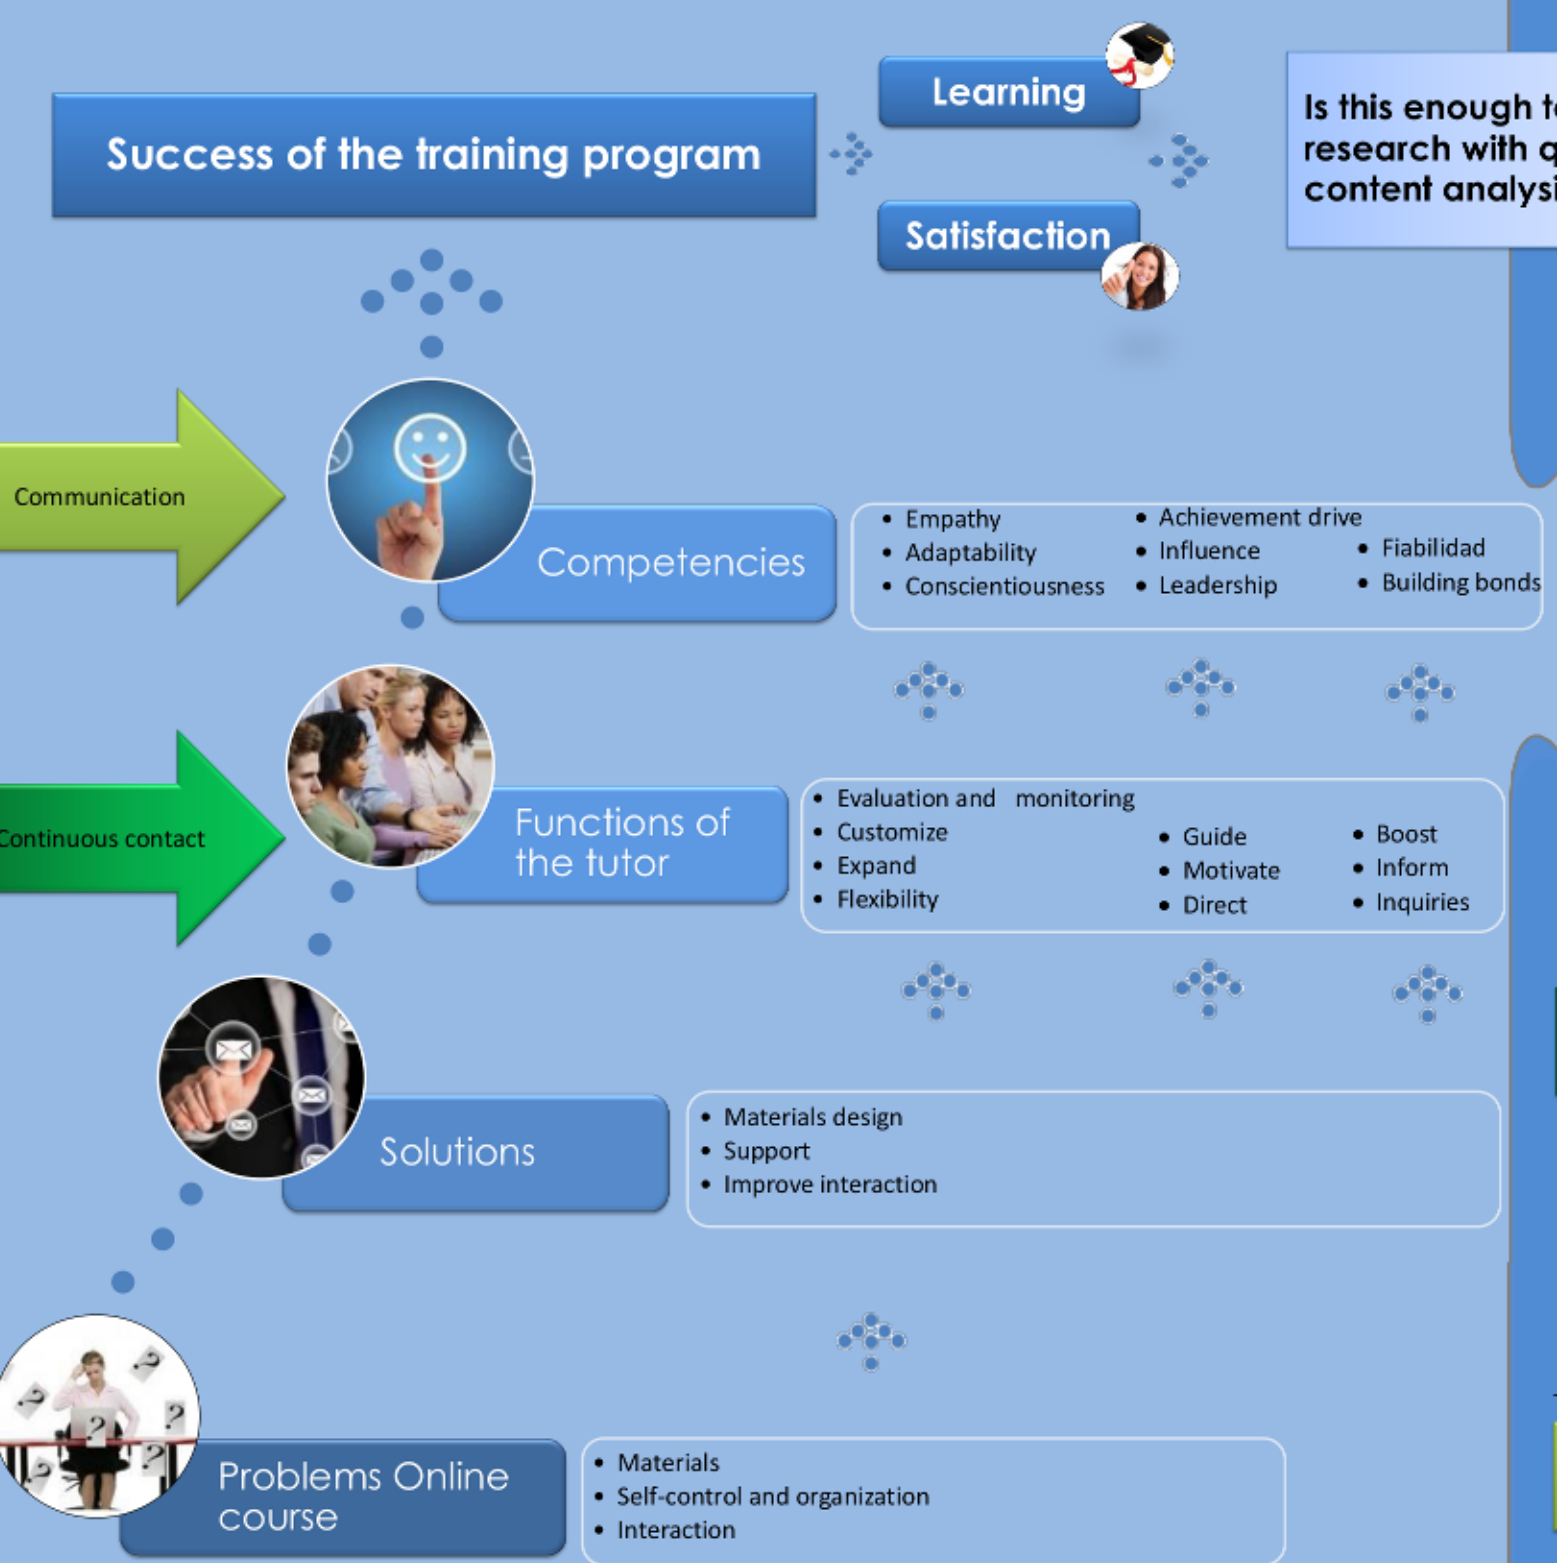 Success of the training program
Learning
Satisfaction
Is this enough
research with
content
Communication
Competencies
• Empathy
• Adaptability
• Conscientiousness
• Achievement drive
• Influence
• Leadership
• Fiabilidad
• Building bonds
Continuous contact
Functions of
the tutor
• Evaluation and monitoring
• Customize
• Expand
• Flexibility
• Guide
• Motivate
• Direct
• Boost
• Inform
• Inquiries
Solutions
• Materials design
• Support
• Improve interaction
Problems Online
course
• Materials
• Self-control and organization
• Interaction
? ? ? ? ?